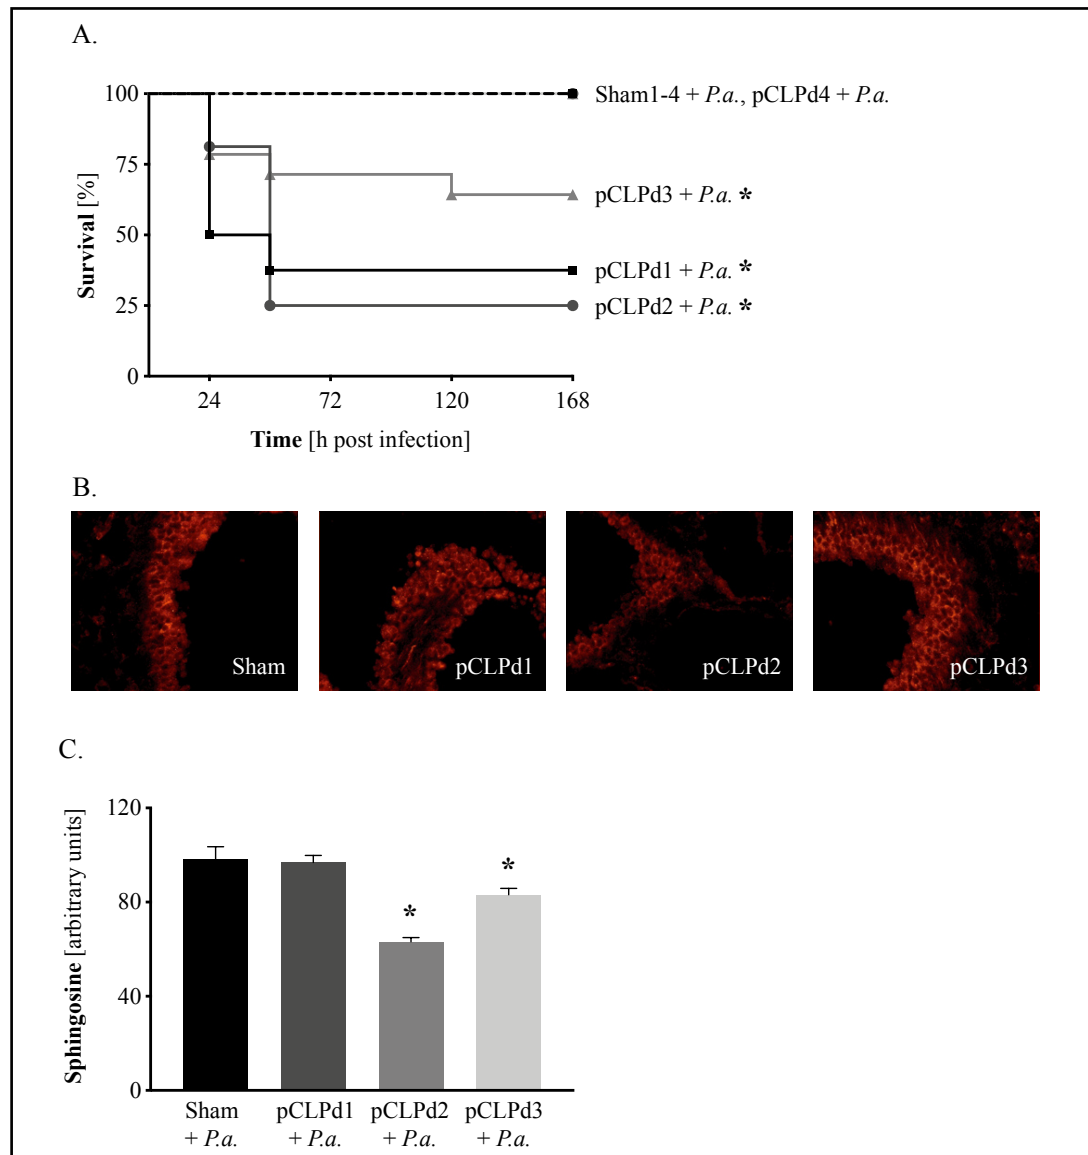 A.
100
75
50
25
0
Survival [%]
24 72 120 168
Time [h post infection]
Sham1-4 + P.a., pCLPd4 + P.a.
pCLPd3 + P.a. *
pCLPd1 + P.a. *
pCLPd2 + P.a. *
B.
Sham pCLPd1 pCLPd2 pCLPd3
C.
120
80
40
0
Sphingosine [arbitrary units]
* *
Sham pCLPd1 pCLPd2 pCLPd3
+ P.a. + P.a. + P.a. + P.a.